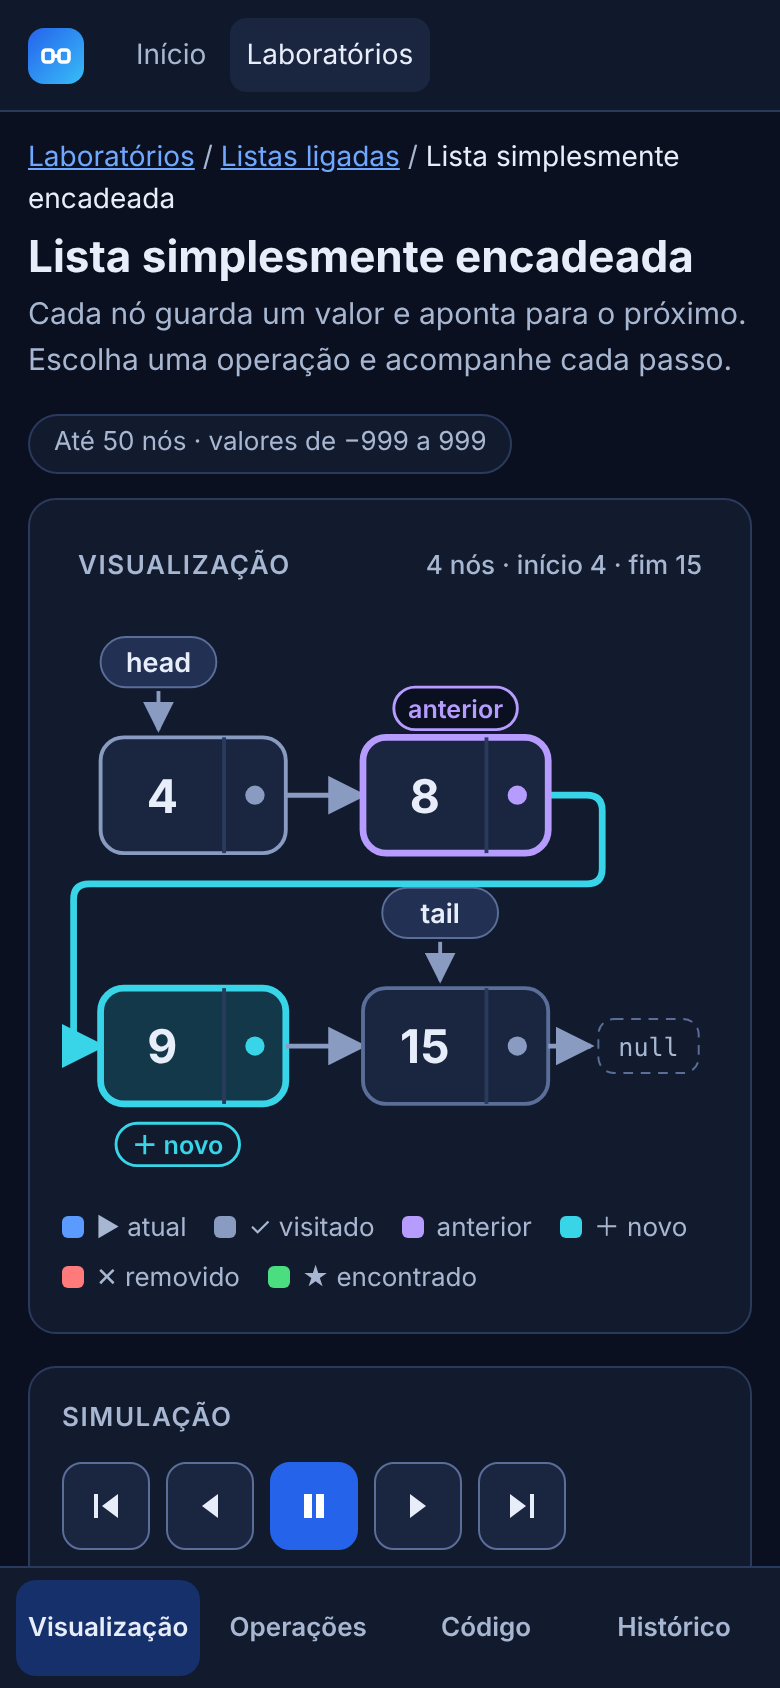 Início Laboratórios
Laboratórios / Listas ligadas / Lista simplesmente
encadeada
Lista simplesmente encadeada
Cada nó guarda um valor e aponta para o próximo.
Escolha uma operação e acompanhe cada passo.
Até 50 nós · valores de −999 a 999
VISUALIZAÇÃO 4 nós · início 4 · fim 15
head
anterior
4 8
tail
9 15 null
+ novo
▶ atual ✓ visitado anterior + novo
✕ removido ★ encontrado
SIMULAÇÃO
Visualização Operações Código Histórico